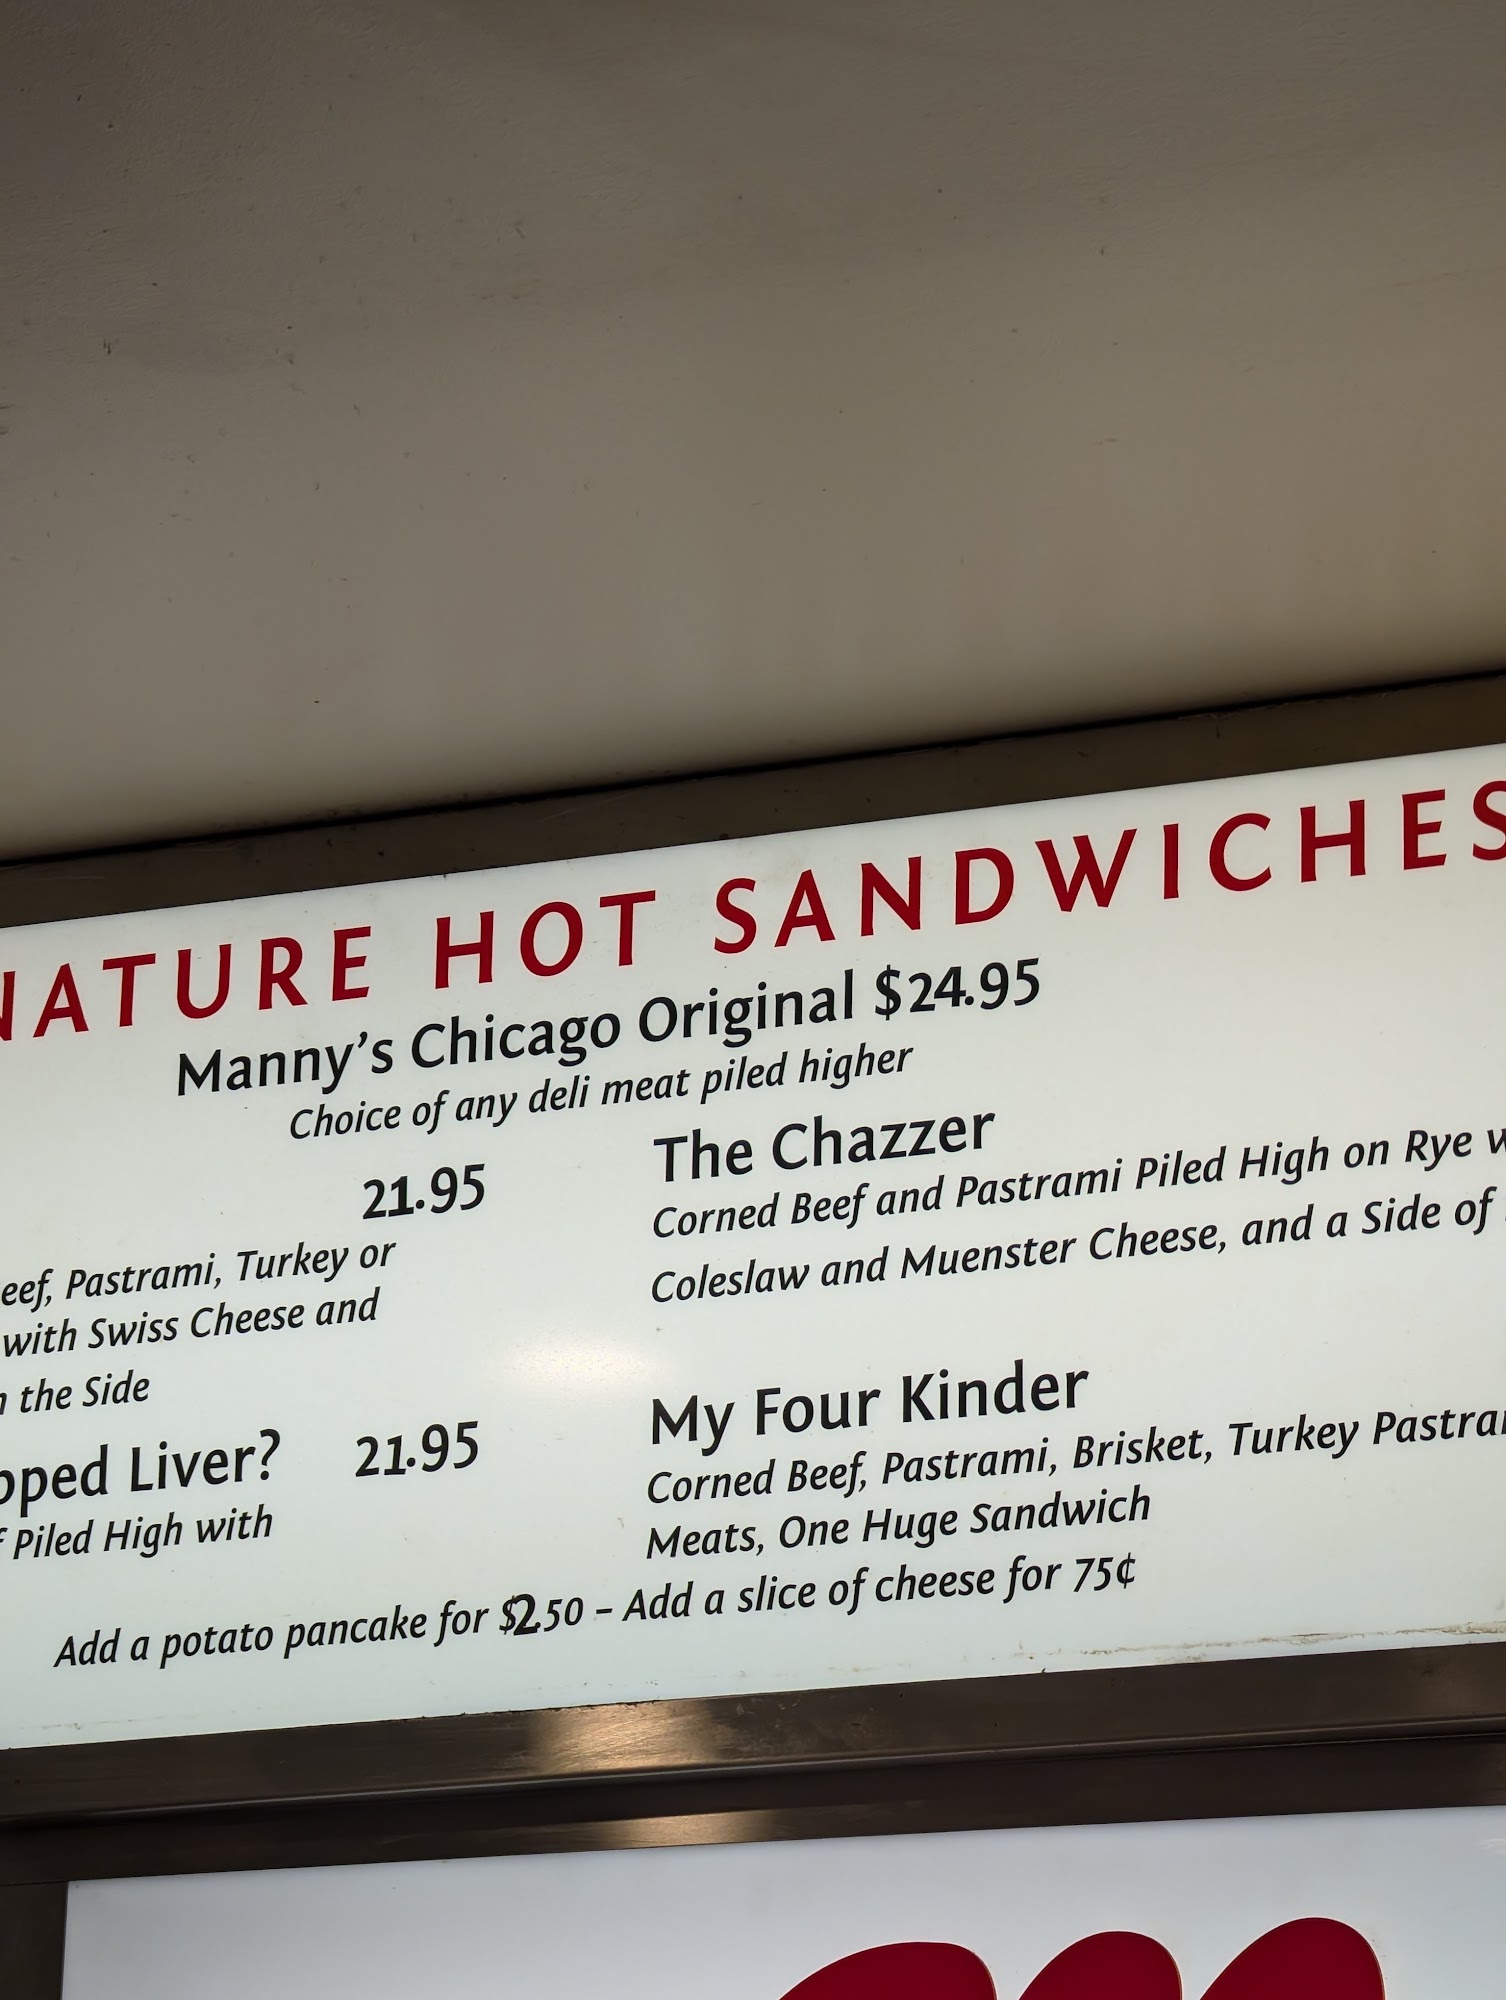 NATURE HOT SANDWICHES
Manny's Chicago Original $24.95
Choice of any deli meat piled higher
21.95
eef, Pastrami, Turkey or
with Swiss Cheese and
the Side
pped Liver? 21.95
Piled High with
The Chazzer
Corned Beef and Pastrami Piled High on Rye w
Coleslaw and Muenster Cheese, and a Side of
My Four Kinder
Corned Beef, Pastrami, Brisket, Turkey Pastra
Meats, One Huge Sandwich
Add a potato pancake for $2.50 – Add a slice of cheese for 75¢